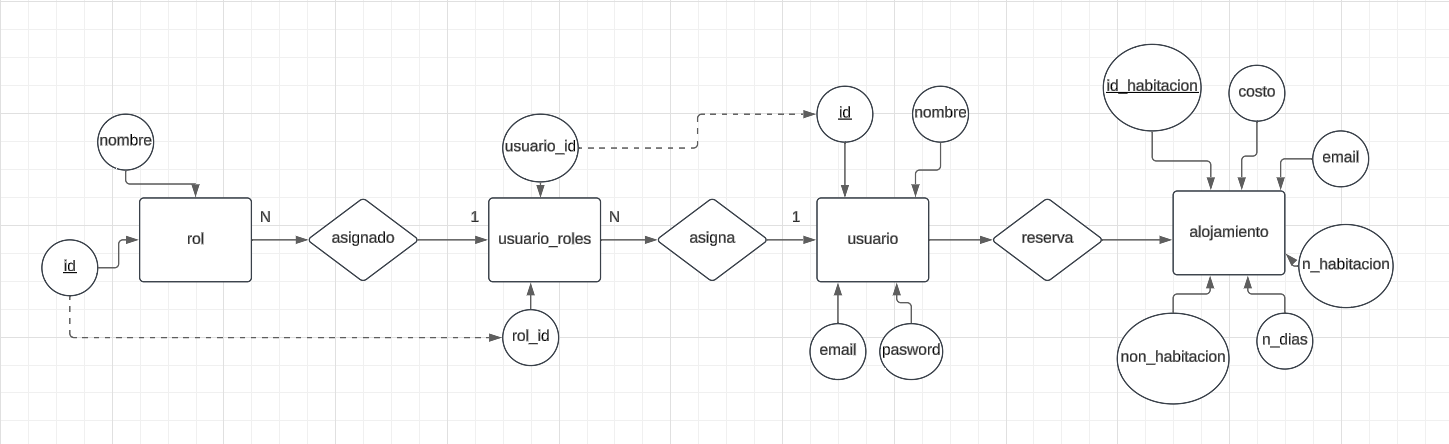 id_habitacion
costo
nombre
usuario_id
id
nombre
email
N
asignado
1
N
asigna
1
rol
usuario_roles
usuario
reserva
alojamiento
id
n_habitacion
rol_id
email
pasword
non_habitacion
n_dias